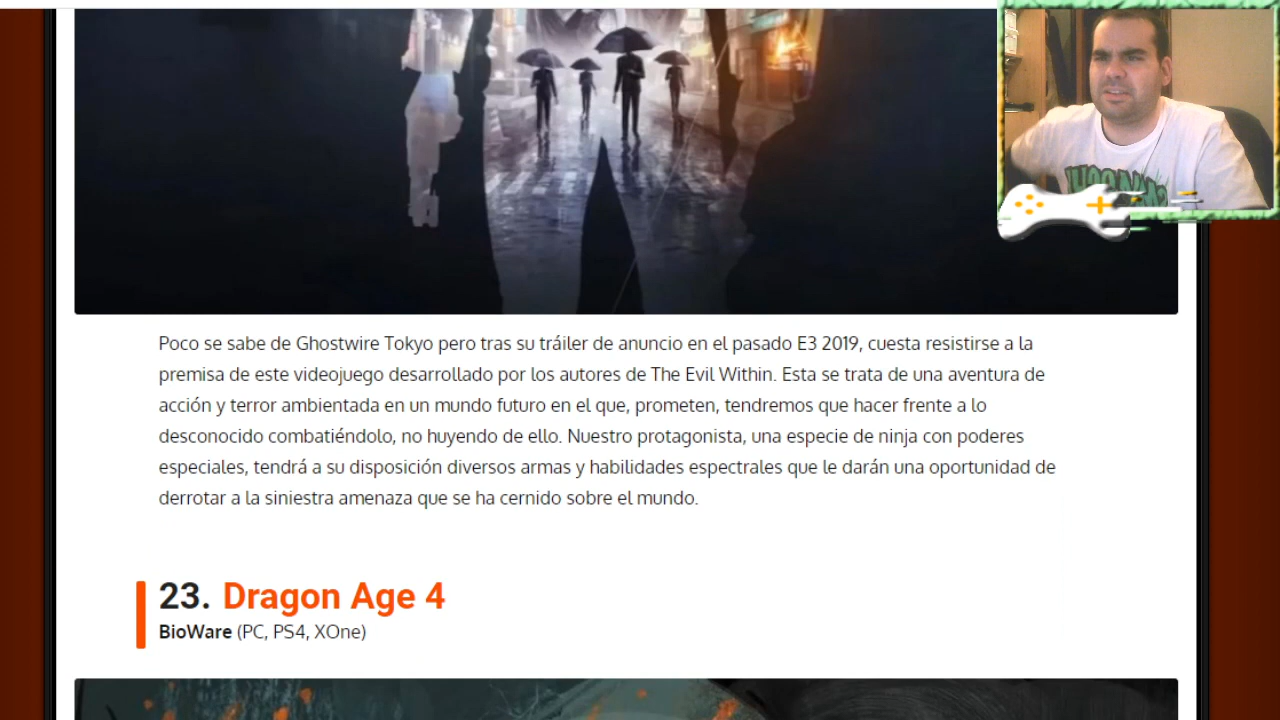 Poco se sabe de Ghostwire Tokyo pero tras su tráiler de anuncio en el pasado E3 2019, cuesta resistirse a la
premisa de este videojuego desarrollado por los autores de The Evil Within. Esta se trata de una aventura de
acción y terror ambientada en un mundo futuro en el que, prometen, tendremos que hacer frente a lo
desconocido combatiéndolo, no huyendo de ello. Nuestro protagonista, una especie de ninja con poderes
especiales, tendrá a su disposición diversos armas y habilidades espectrales que le darán una oportunidad de
derrotar a la siniestra amenaza que se ha cernido sobre el mundo.
23. Dragon Age 4
BioWare (PC, PS4, XOne)